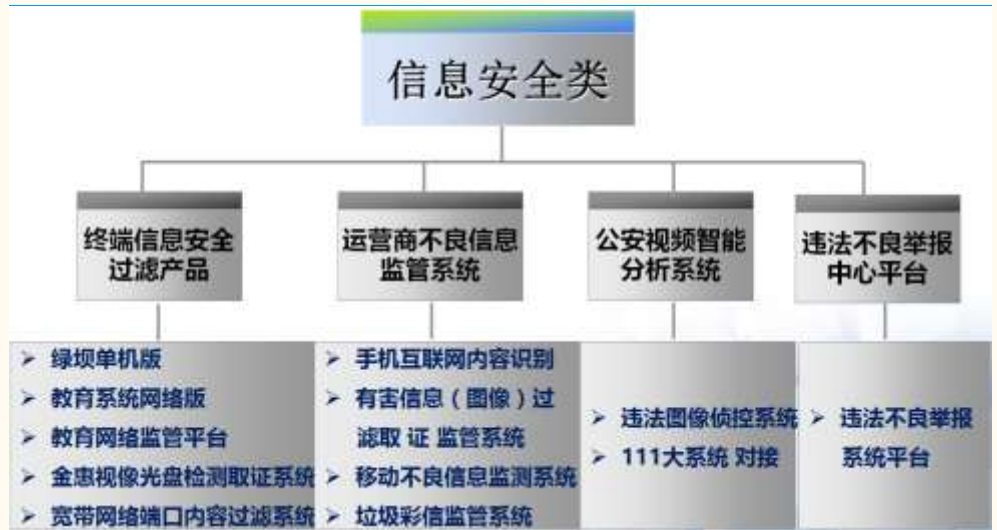 信息安全类
终端信息安全
过滤产品
运营商不良信息
监管系统
公安视频智能
分析系统
违法不良举报
中心平台
绿坝单机版
教育系统网络版
教育网络监管平台
金惠视像光盘检测取证系统
宽带网络端口内容过滤系统
手机互联网内容识别
有害信息（图像）过
滤取 证 监管系统
移动不良信息监测系统
垃圾彩信监管系统
违法图像侦控系统
111大系统 对接
违法不良举报
系统平台